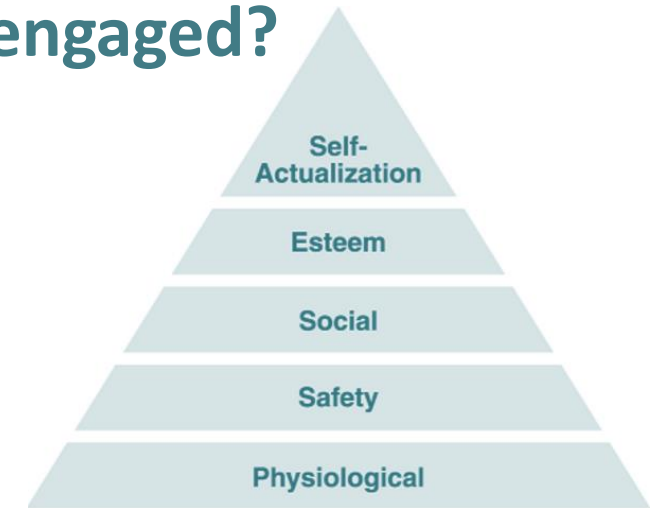 engaged?
Self-
Actualization
Esteem
Social
Safety
Physiological